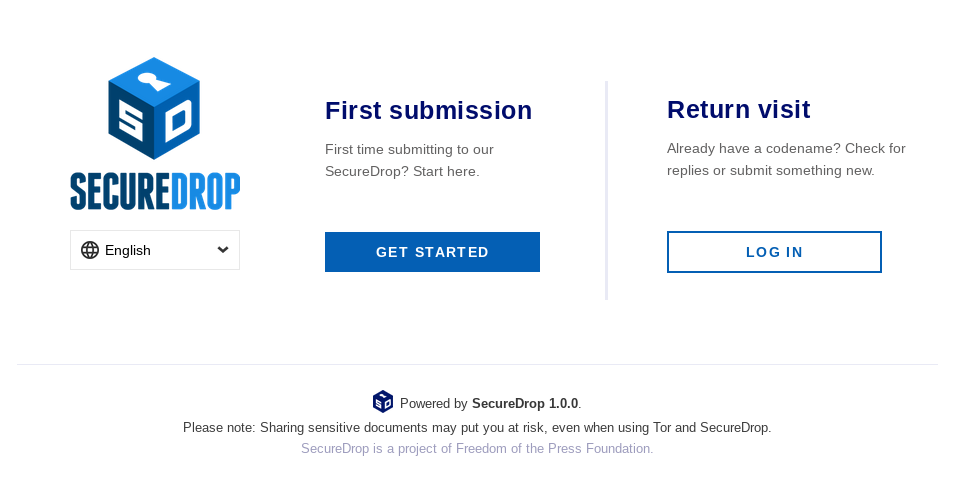 SD
SECUREDROP
English
First submission
First time submitting to our
SecureDrop? Start here.
GET STARTED
Return visit
Already have a codename? Check for
replies or submit something new.
LOG IN
Powered by SecureDrop 1.0.0.
Please note: Sharing sensitive documents may put you at risk, even when using Tor and SecureDrop.
SecureDrop is a project of Freedom of the Press Foundation.